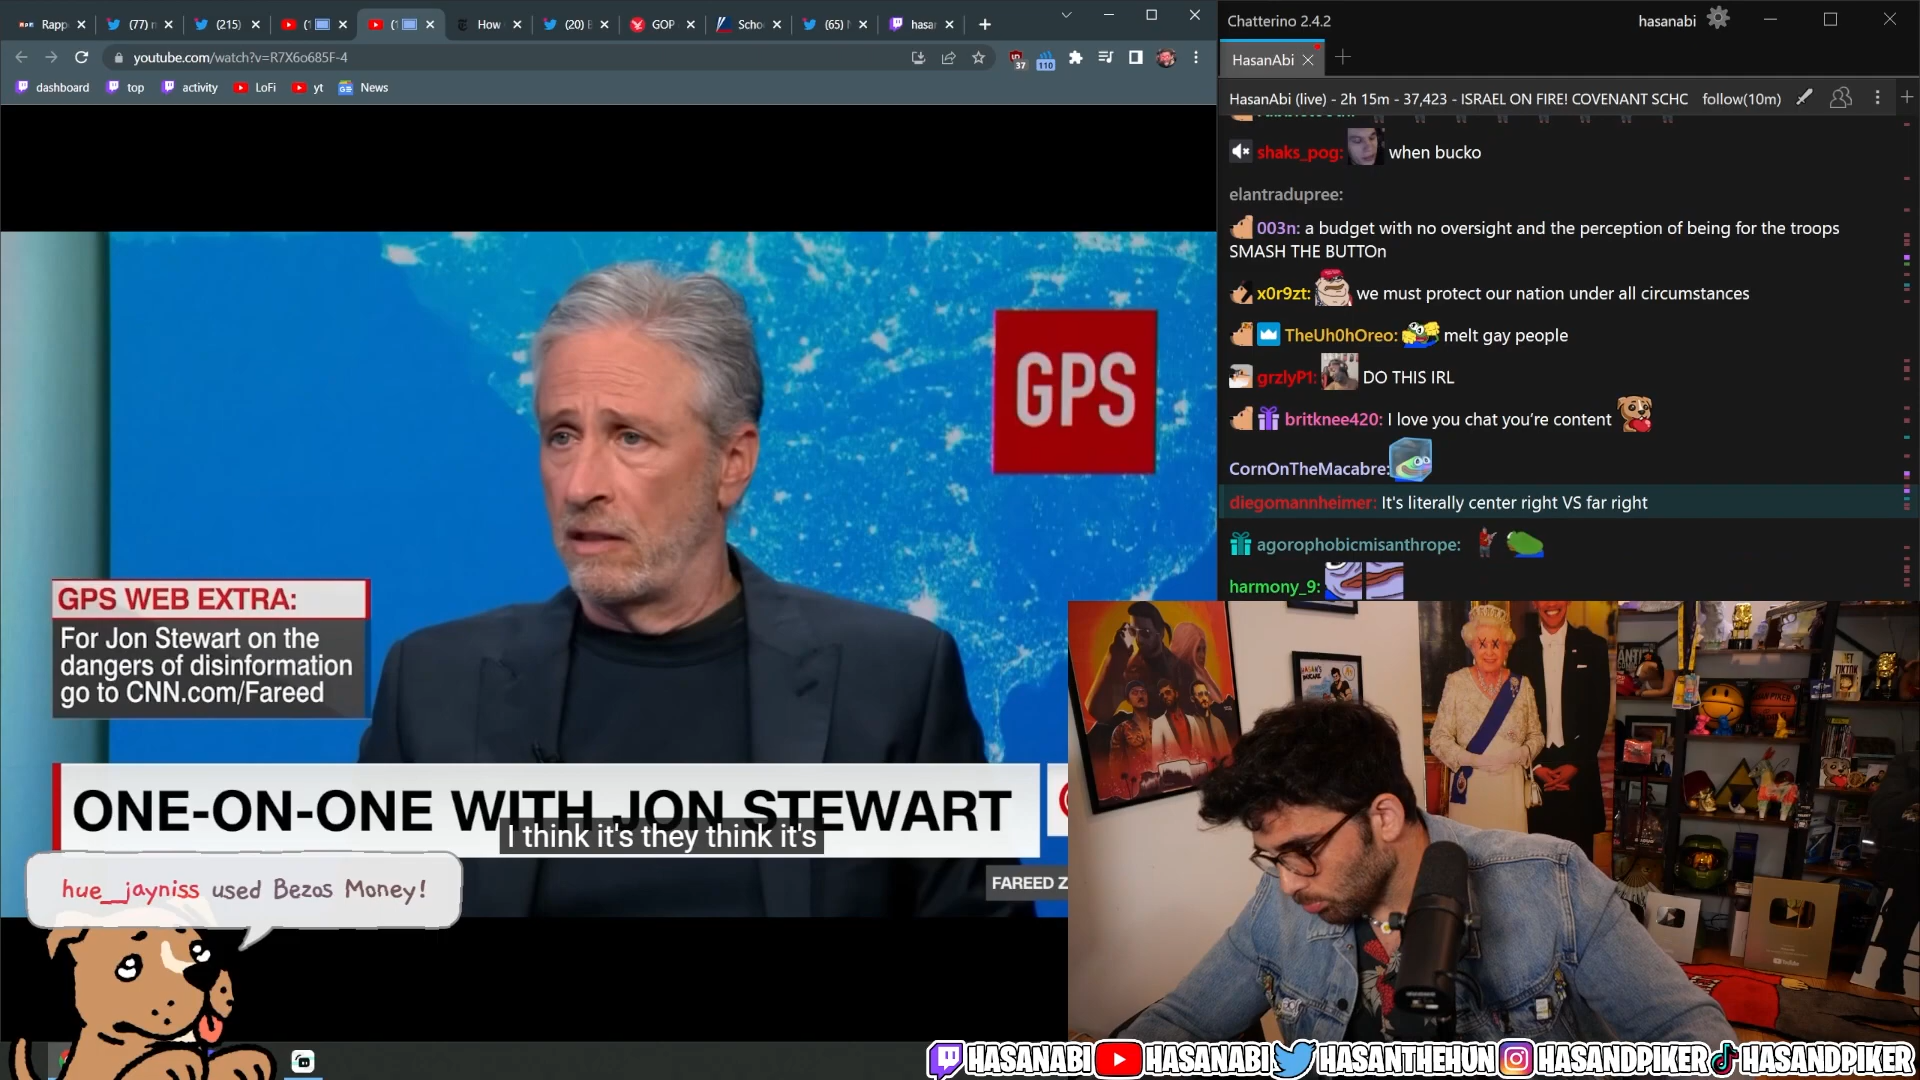 Rapp
(77) n
(215)
(1
(1
How
(20) E
GOP
Scho
(65) N
hasar
youtube.com/watch?v=R7X6o685F-4
37
110
dashboard
top
activity
LoFi
yt
News
GPS
GPS WEB EXTRA:
For Jon Stewart on the
dangers of disinformation
go to CNN.com/Fareed
ONE-ON-ONE WITH JON STEWART
I think it's they think it's
FAREED Z
hue__jayniss used Bezos Money!
Chatterino 2.4.2
hasanabi
HasanAbi
HasanAbi (live) - 2h 15m - 37,423 - ISRAEL ON FIRE! COVENANT SCHC
follow(10m)
shaks_pog: when bucko
elantradupree:
003n: a budget with no oversight and the perception of being for the troops
SMASH THE BUTTOn
x0r9zt: we must protect our nation under all circumstances
TheUh0hOreo: melt gay people
grzlyP1: DO THIS IRL
britknee420: I love you chat you're content
CornOnTheMacabre:
diegomannheimer: It's literally center right VS far right
agorophobicmisanthrope:
harmony_9:
HASANABI
HASANABI
HASANTHEHUN
HASANDPIKER
HASANDPIKER